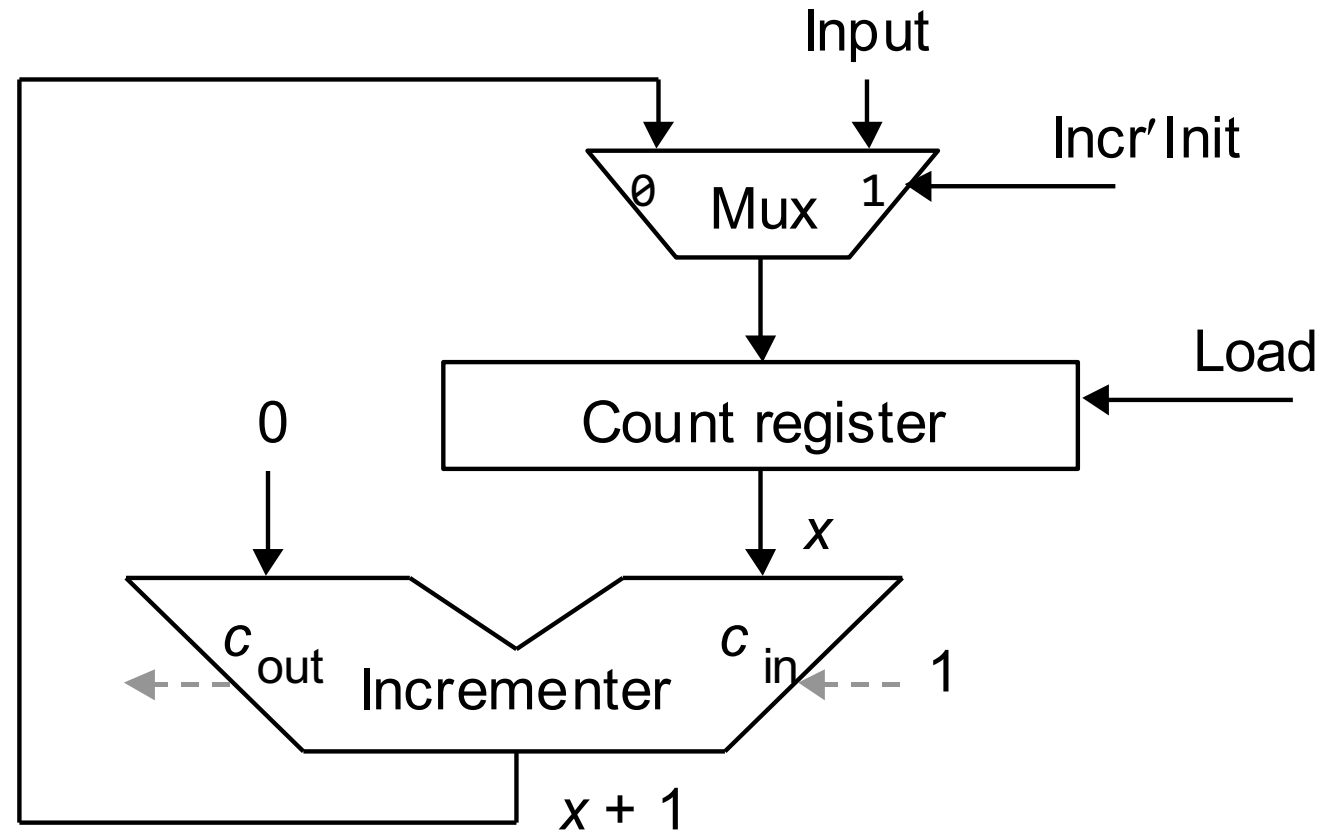 Input
Incr′Init
0 Mux 1
Load
0
Count register
x
c out Incrementer c in 1
x + 1